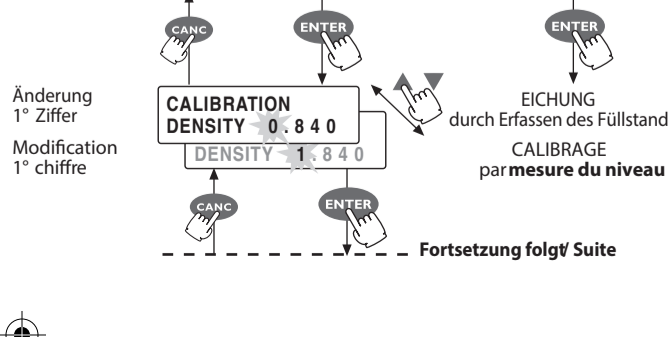 CANC
ENTER
ENTER
Änderung
1° Ziffer
Modification
1° chiffre
CALIBRATION
DENSITY 0.840
DENSITY 1.840
EICHUNG
durch Erfassen des Füllstand
CALIBRAGE
par mesure du niveau
CANC
ENTER
Fortsetzung folgt/ Suite